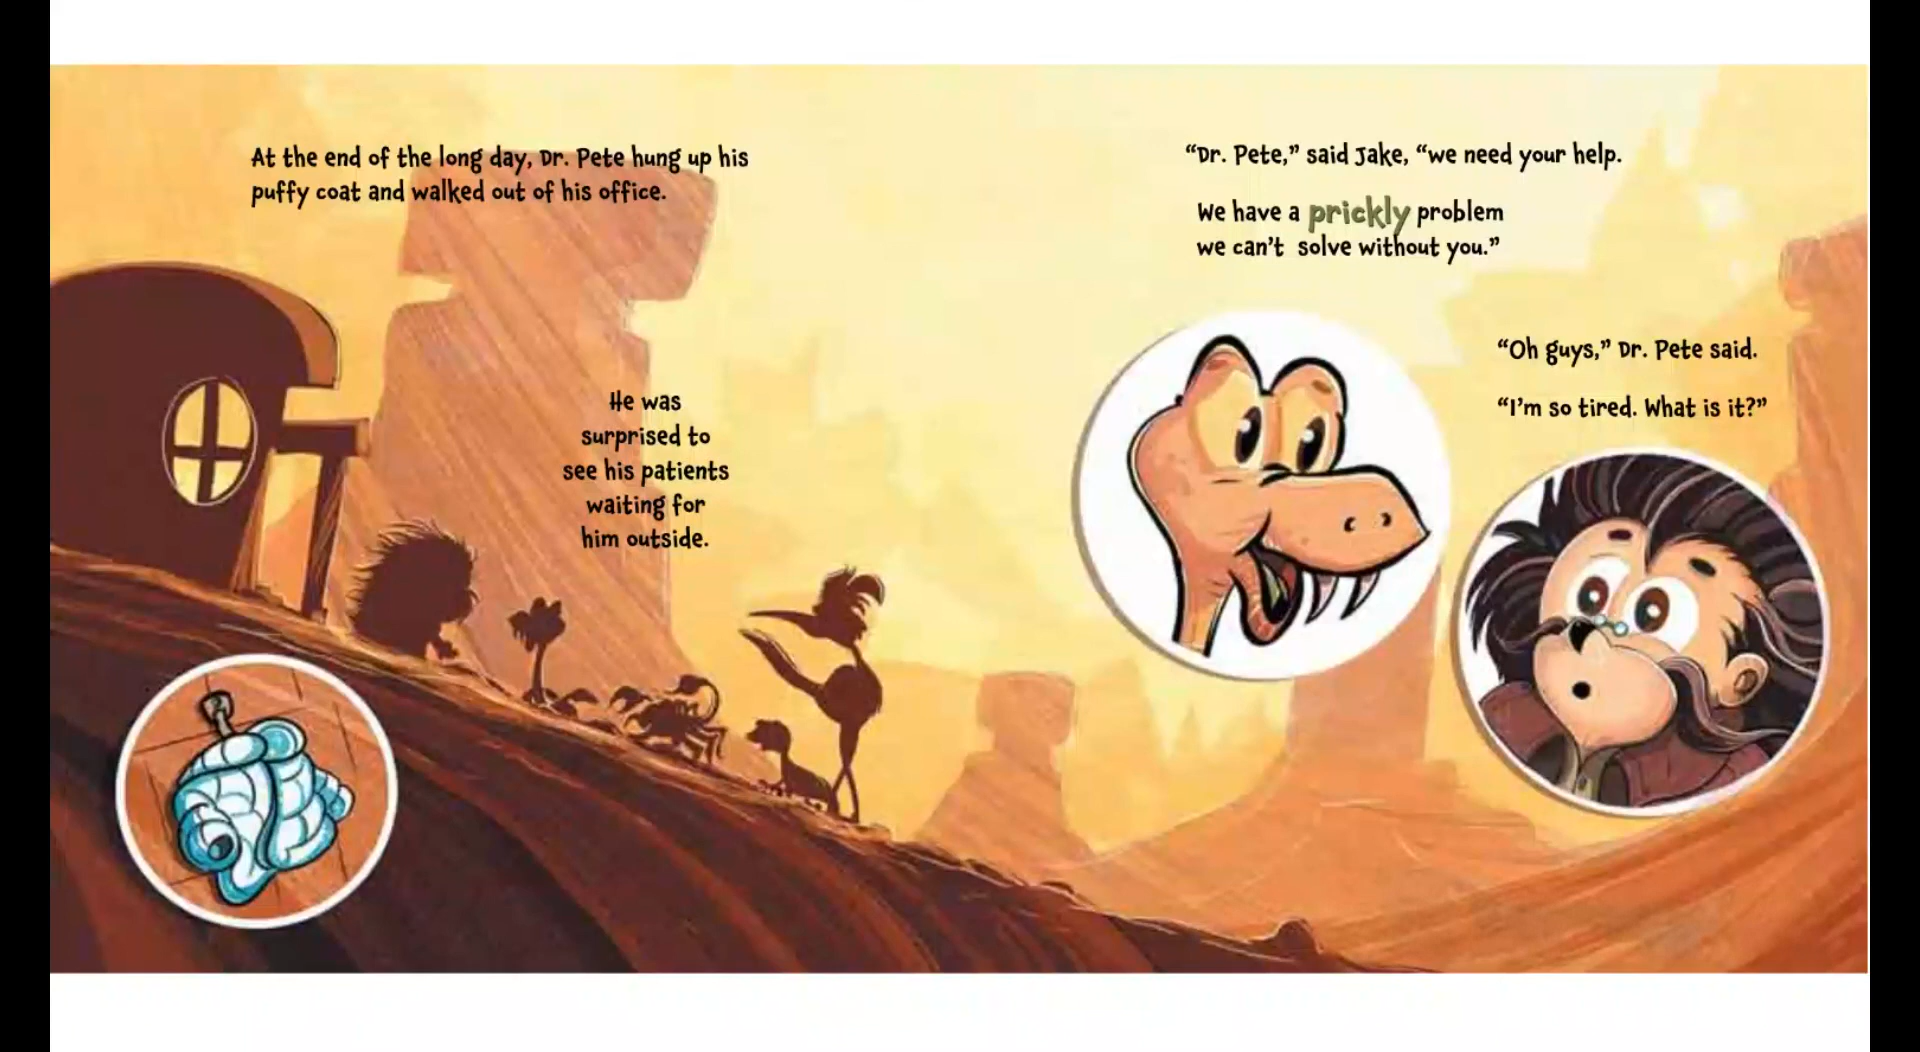 At the end of the long day, Dr. Pete hung up his
puffy coat and walked out of his office.
He was
surprised to
see his patients
waiting for
him outside.
“Dr. Pete,” said Jake, “we need your help.
We have a prickly problem
we can’t solve without you.”
“Oh guys,” Dr. Pete said.
“I’m so tired. What is it?”